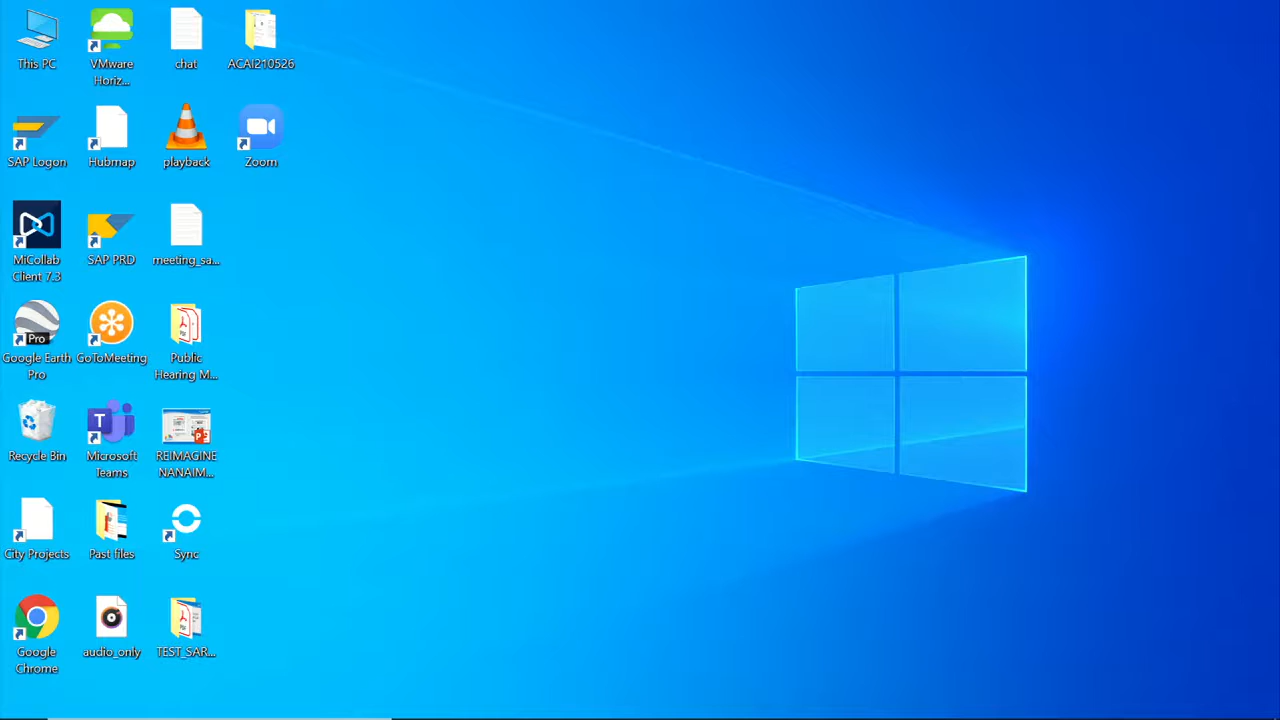 This PC
VMware
Horiz...
chat
ACAI210526
SAP Logon
Hubmap
playback
Zoom
MiCollab
Client 7.3
SAP PRD
meeting_sa...
Pro
Google Earth
Pro
GoToMeeting
Public
Hearing M...
Recycle Bin
T
Microsoft
Teams
REIMAGINE
NANAIM...
City Projects
Past files
Sync
Google
Chrome
audio_only
TEST_SAR...